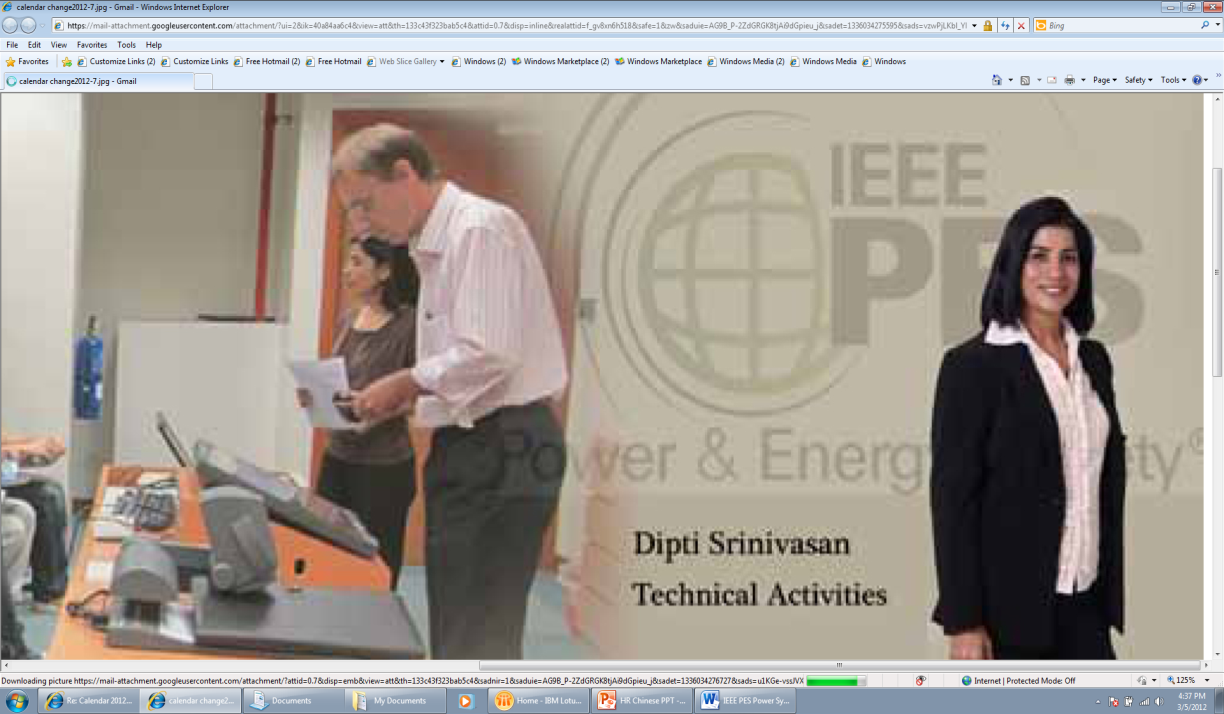 calendar change2012-7.jpg - Gmail - Windows Internet Explorer
File Edit View Favorites Tools Help
Bing
Favorites Customize Links (2) Customize Links Free Hotmail (2) Free Hotmail Web Slice Gallery Windows (2) Windows Marketplace (2) Windows Marketplace Windows Media (2) Windows Media Windows
calendar change2012-7.jpg - Gmail
Page Safety Tools
IEEE
PES
Power & Energ ety®
Dipti Srinivasan
Technical Activities
Internet | Protected Mode: Off
125%
Re: Calendar 2012... calendar change2... Documents My Documents Home - IBM Lotu... HR Chinese PPT -... IEEE PES Power Sy...
4:37 PM
3/5/2012